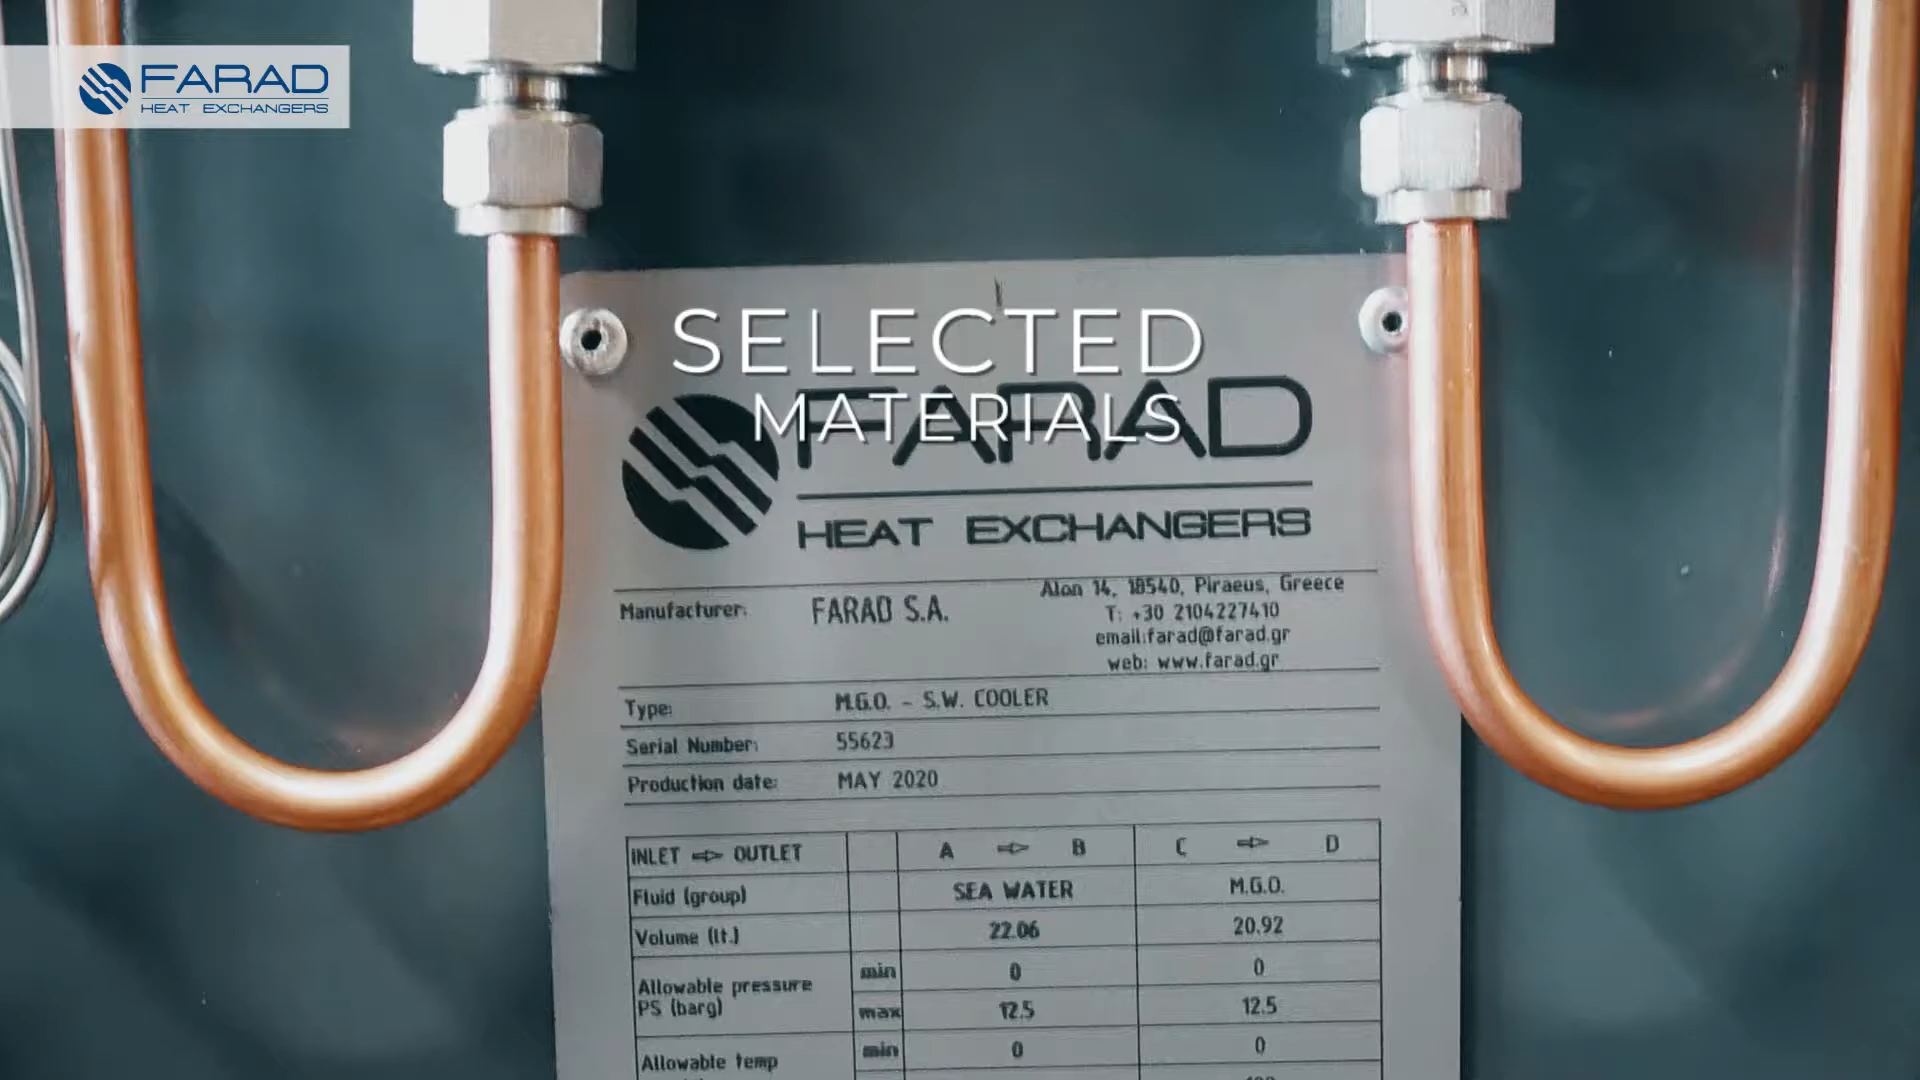 FARAD
HEAT EXCHANGERS
SELECTED
MATERIALS
FARAD
HEAT EXCHANGERS
Manufacturer: FARAD S.A.
Alon 14, 18540, Piraeus, Greece
T: +30 2104227410
email:farad@farad.gr
web: www.farad.gr
Type: M.G.O. - S.W. COOLER
Serial Number: 55623
Production date: MAY 2020
INLET ⇨ OUTLET A ⇨ B C ⇨ D
Fluid (group) SEA WATER M.G.O.
Volume (lt.) 22.06 20.92
Allowable pressure PS (barg) min 0 0
max 12.5 12.5
Allowable temp min 0 0